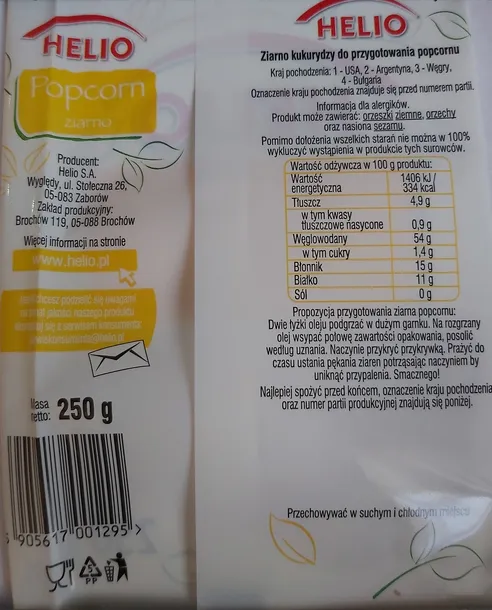 HELIO
Popcorn
ziarno
Producent:
Helio S.A.
Wyględy, ul. Stołeczna 26,
05-083 Zaborów
Zakład produkcyjny:
Brochów 119, 05-088 Brochów
Więcej informacji na stronie
www.helio.pl
Masa
netto: 250 g
5 905617 001295 >
5
PP
HELIO
Ziarno kukurydzy do przygotowania popcornu
Kraj pochodzenia: 1 - USA, 2 - Argentyna, 3 - Węgry,
4 - Bułgaria
Oznaczenie kraju pochodzenia znajduje się przed numerem partii.
Informacja dla alergików.
Produkt może zawierać: orzeszki ziemne, orzechy
oraz nasiona sezamu.
Pomimo dołożenia wszelkich starań nie można w 100%
wykluczyć wystąpienia w produkcie tych surowców.
Wartość odżywcza w 100 g produktu:
Wartość 1406 kJ /
energetyczna 334 kcal
Tłuszcz 4,9 g
w tym kwasy
tłuszczowe nasycone 0,9 g
Węglowodany 54 g
w tym cukry 1,4 g
Błonnik 15 g
Białko 11 g
Sól 0 g
Propozycja przygotowania ziarna popcornu:
Dwie łyżki oleju podgrzać w dużym garnku. Na rozgrzany
olej wsypać połowę zawartości opakowania, posolić
według uznania. Naczynie przykryć przykrywką. Prażyć do
czasu ustania pękania ziaren potrząsając naczyniem by
uniknąć przypalenia. Smacznego!
Najlepiej spożyć przed końcem, oznaczenie kraju pochodzenia
oraz numer partii produkcyjnej znajdują się poniżej.
Przechowywać w suchym i chłodnym miejscu